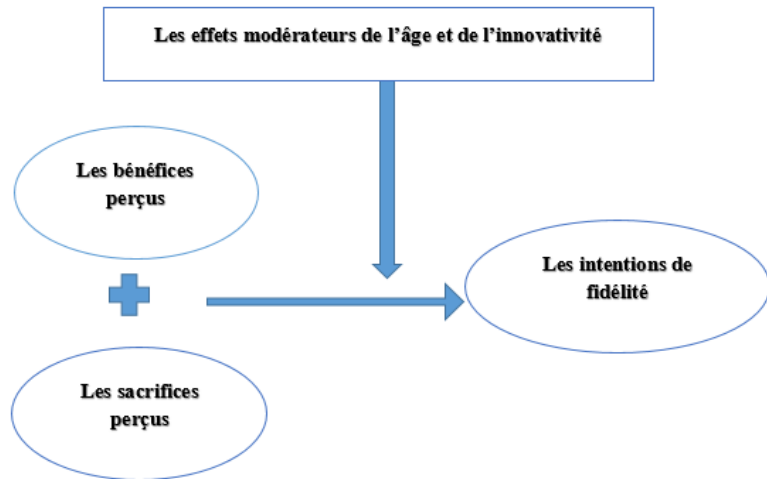 Les effets modérateurs de l’âge et de l’innovativité
Les bénéfices
perçus
Les intentions de
fidélité
Les sacrifices
perçus